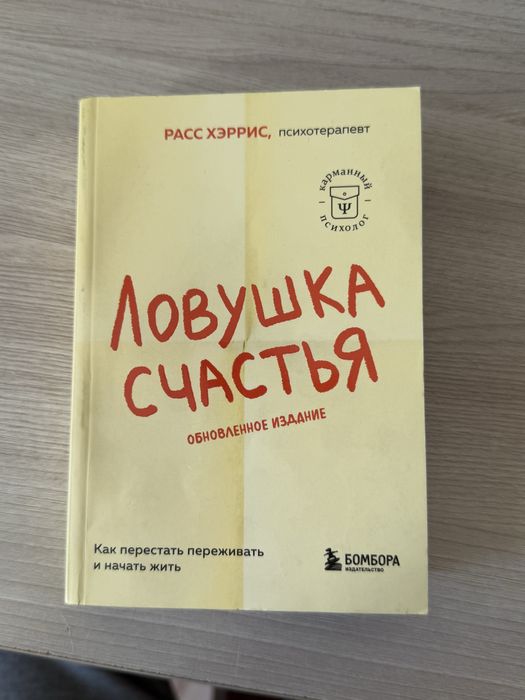 РАСС ХЭРРИС, психотерапевт
карманный
Ψ
психолог
ЛОВУШКА
СЧАСТЬЯ
ОБНОВЛЕННОЕ ИЗДАНИЕ
Как перестать переживать
и начать жить
БОМБОРА
ИЗДАТЕЛЬСТВО